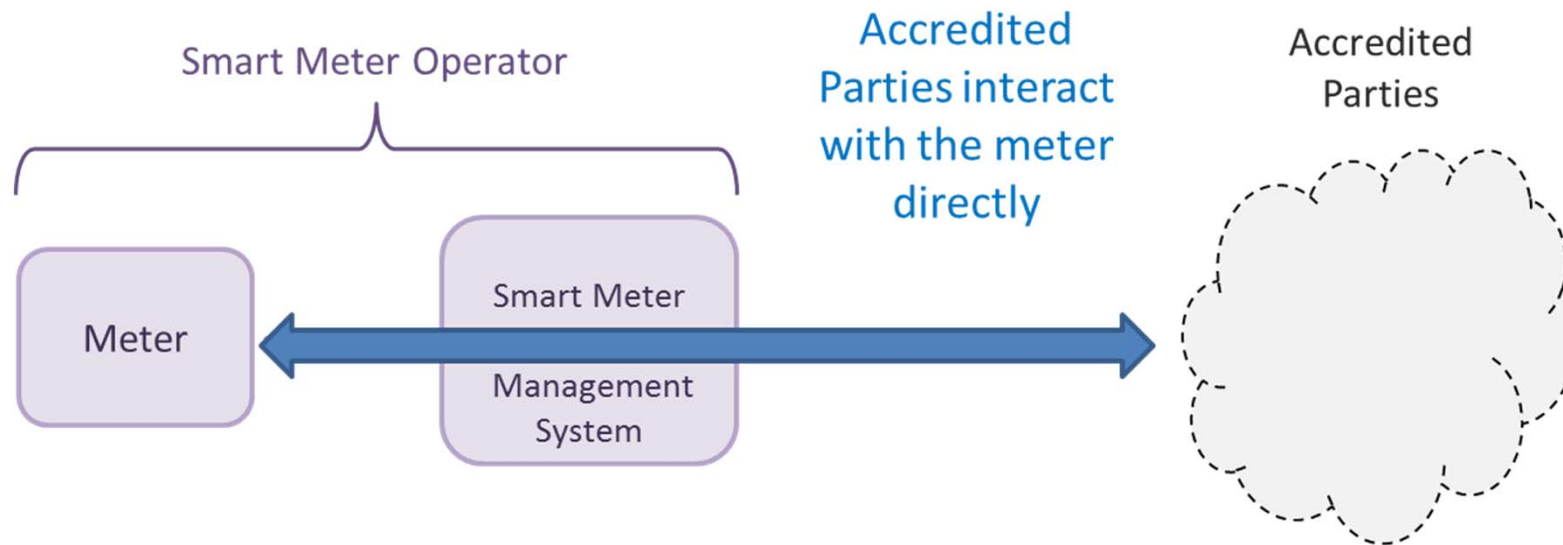 Smart Meter Operator
Accredited
Parties interact
with the meter
directly
Accredited
Parties
Meter
Smart Meter
Management
System